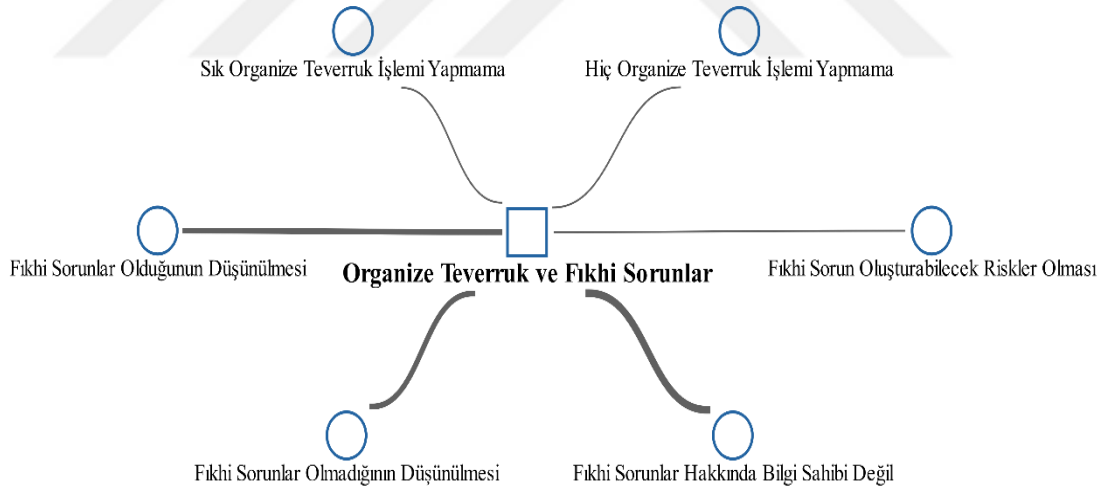 Sık Organize Teverruk İşlemi Yapmama
Hiç Organize Teverruk İşlemi Yapmama
Fıkhi Sorunlar Olduğunun Düşünülmesi
Organize Teverruk ve Fıkhi Sorunlar
Fıkhi Sorun Oluşturabilecek Riskler Olması
Fıkhi Sorunlar Olmadığının Düşünülmesi
Fıkhi Sorunlar Hakkında Bilgi Sahibi Değil